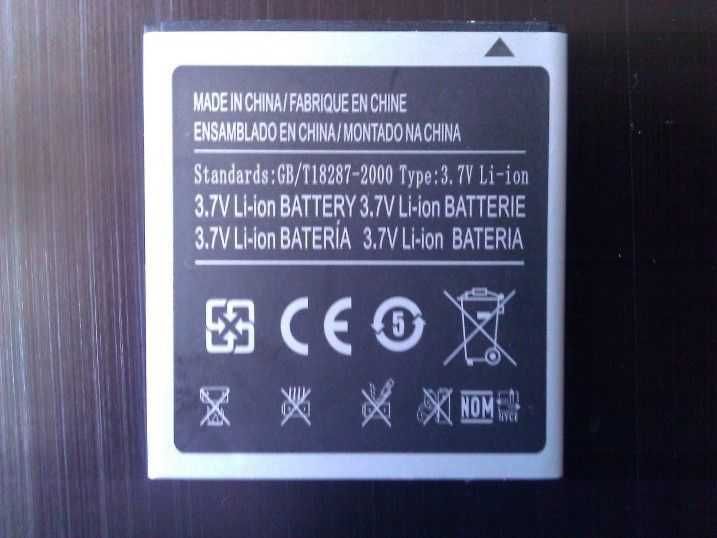 MADE IN CHINA/FABRIQUE EN CHINE
ENSAMBLADO EN CHINA/MONTADO NA CHINA
Standards:GB/T18287-2000 Type:3.7V Li-ion
3.7V Li-ion BATTERY 3.7V Li-ion BATTERIE
3.7V Li-ion BATERÍA 3.7V Li-ion BATERIA
CE 5
NOM NYCE